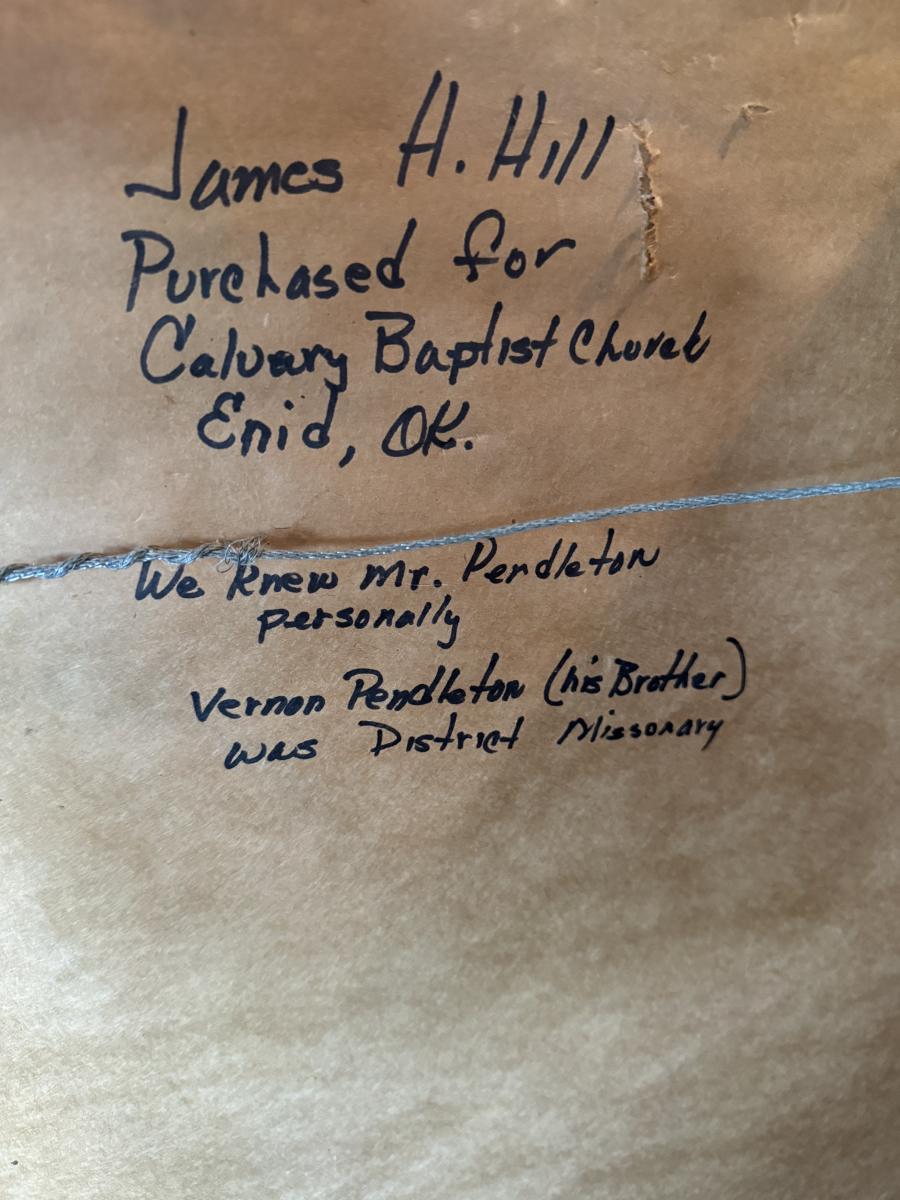 James H. Hill
Purchased for
Calvary Baptist Church
Enid, OK.
We knew Mr. Pendleton
personally
Vernon Pendleton (his Brother)
was District Missonary